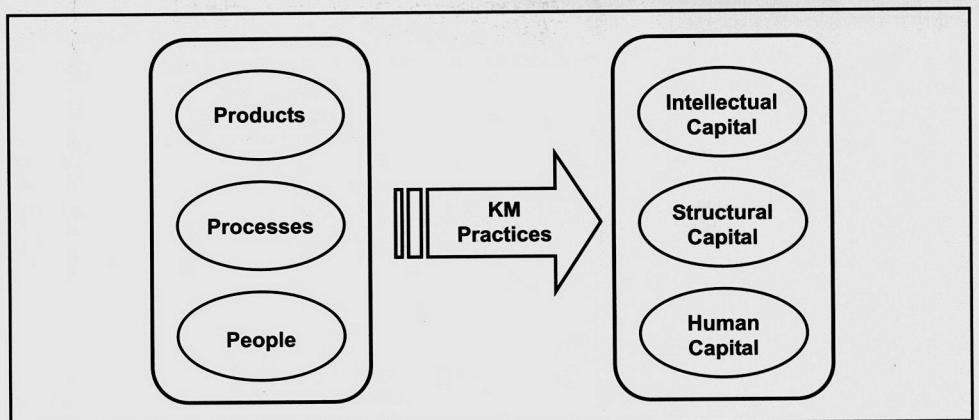 Products
Processes
People
KM
Practices
Intellectual
Capital
Structural
Capital
Human
Capital